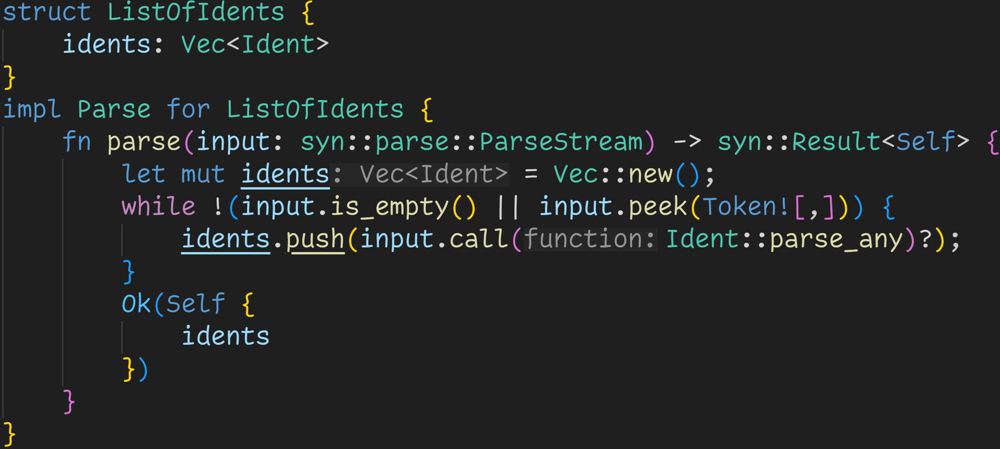 struct ListOfIdents {
    idents: Vec<Ident>
}
impl Parse for ListOfIdents {
    fn parse(input: syn::parse::ParseStream) -> syn::Result<Self> {
        let mut idents: Vec<Ident> = Vec::new();
        while !(input.is_empty() || input.peek(Token![,])) {
            idents.push(input.call(function: Ident::parse_any)?);
        }
        Ok(Self {
            idents
        })
    }
}